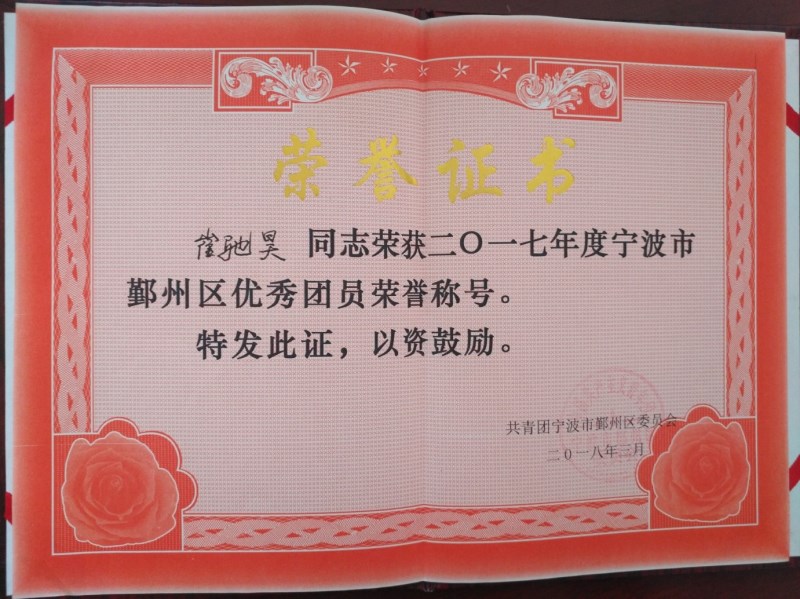 荣誉证书
崔驰昊 同志荣获二〇一七年度宁波市
鄞州区优秀团员荣誉称号。
特发此证，以资鼓励。
共青团宁波市鄞州区委员会
二〇一八年三月